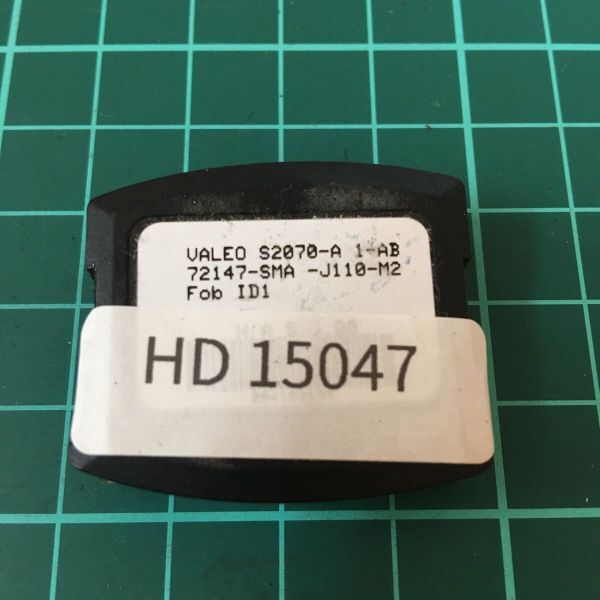 VALEO S2070-A 1-AB
72147-SMA -J110-M2
Fob ID1
HD 15047